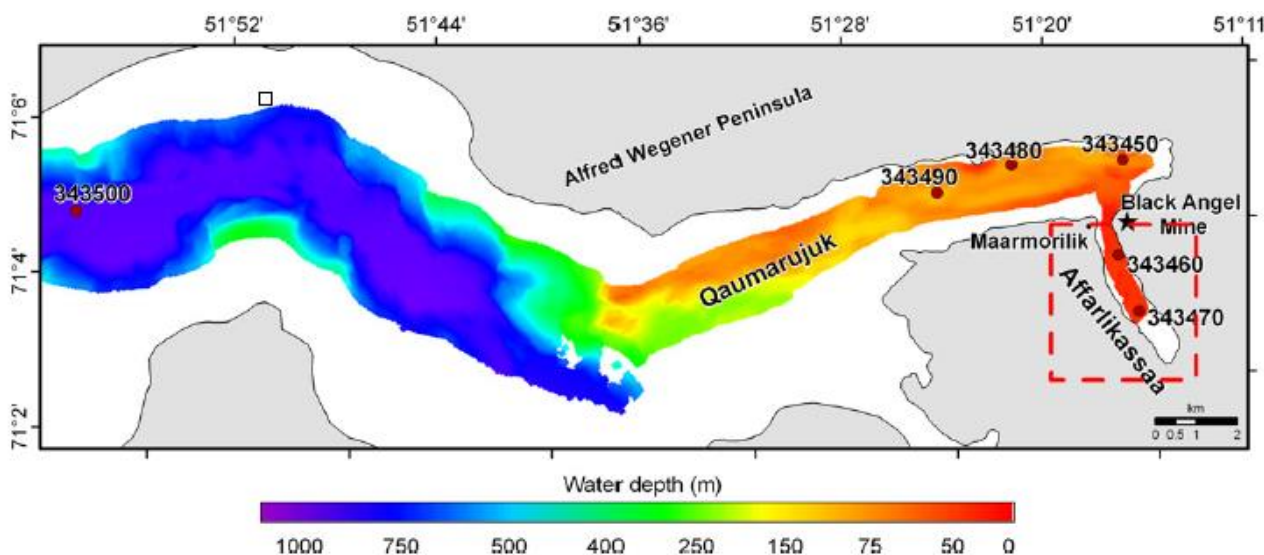 51°52' 51°44' 51°36' 51°28' 51°20' 51°11'
71°6'
71°4'
71°2'
Alfred Wegener Peninsula
343500
343490
343480
343450
Black Angel
Mine
Maarmorilik
343460
343470
Qaumarujuk
Affarlikassaa
km
0 0.5 1 2
Water depth (m)
1000 750 500 400 250 150 75 50 0